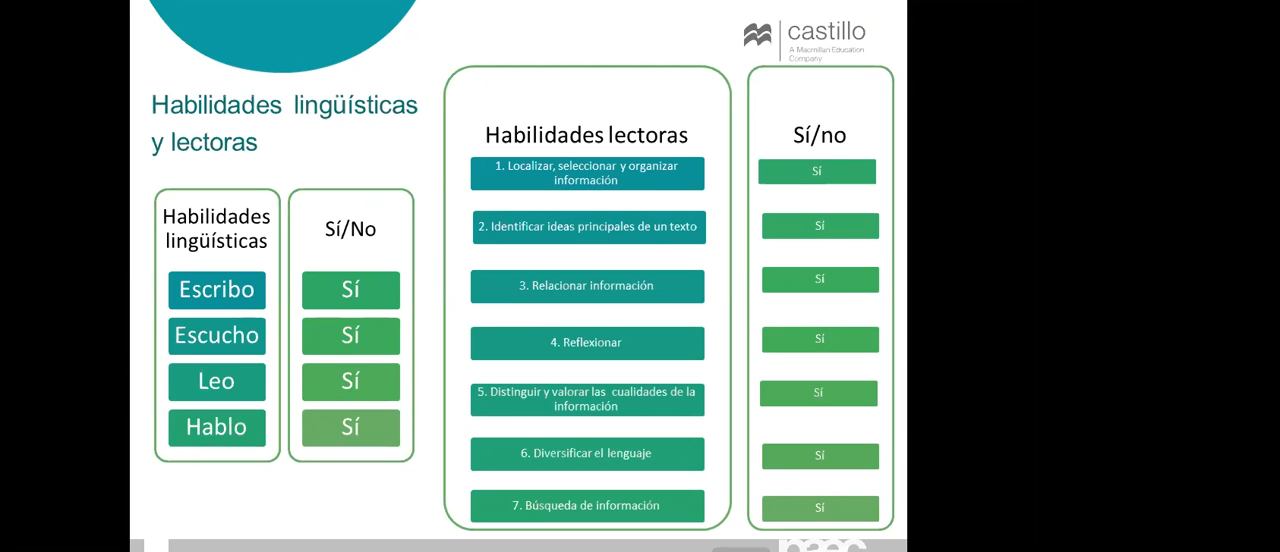 castillo
A Macmillan Education
Company
Habilidades lingüísticas
y lectoras
Habilidades
lingüísticas
Sí/No
Escribo
Sí
Escucho
Sí
Leo
Sí
Hablo
Sí
Habilidades lectoras
Sí/no
1. Localizar, seleccionar y organizar
información
Sí
2. Identificar ideas principales de un texto
Sí
3. Relacionar información
Sí
4. Reflexionar
Sí
5. Distinguir y valorar las cualidades de la
información
Sí
6. Diversificar el lenguaje
Sí
7. Búsqueda de información
Sí